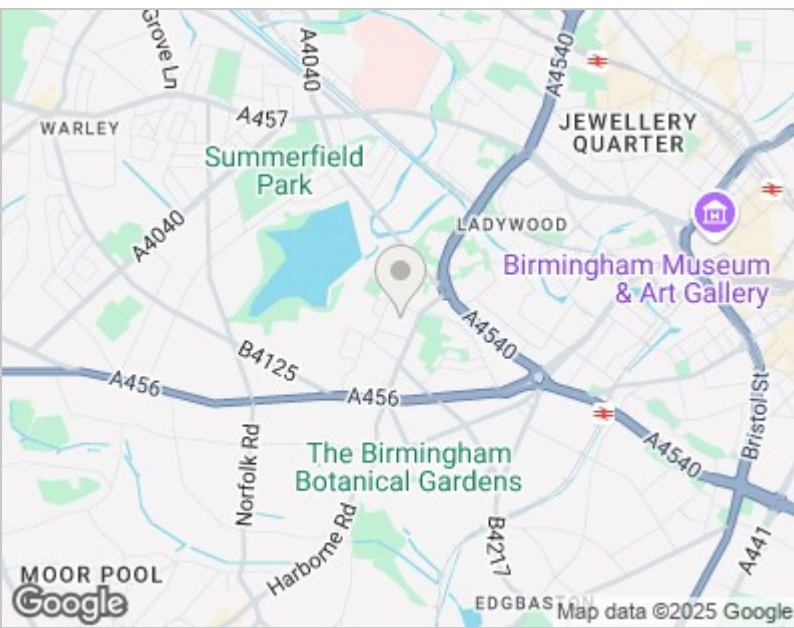 Grove Ln
A4040
A4540
A457
WARLEY
JEWELLERY
QUARTER
Summerfield
Park
A4040
LADYWOOD
Birmingham Museum
& Art Gallery
A4540
B4125
A456
A456
Bristol St
Norfolk Rd
The Birmingham
Botanical Gardens
A4540
B4217
A441
Harborne Rd
MOOR POOL
EDGBASTON
Google
Map data ©2025 Google